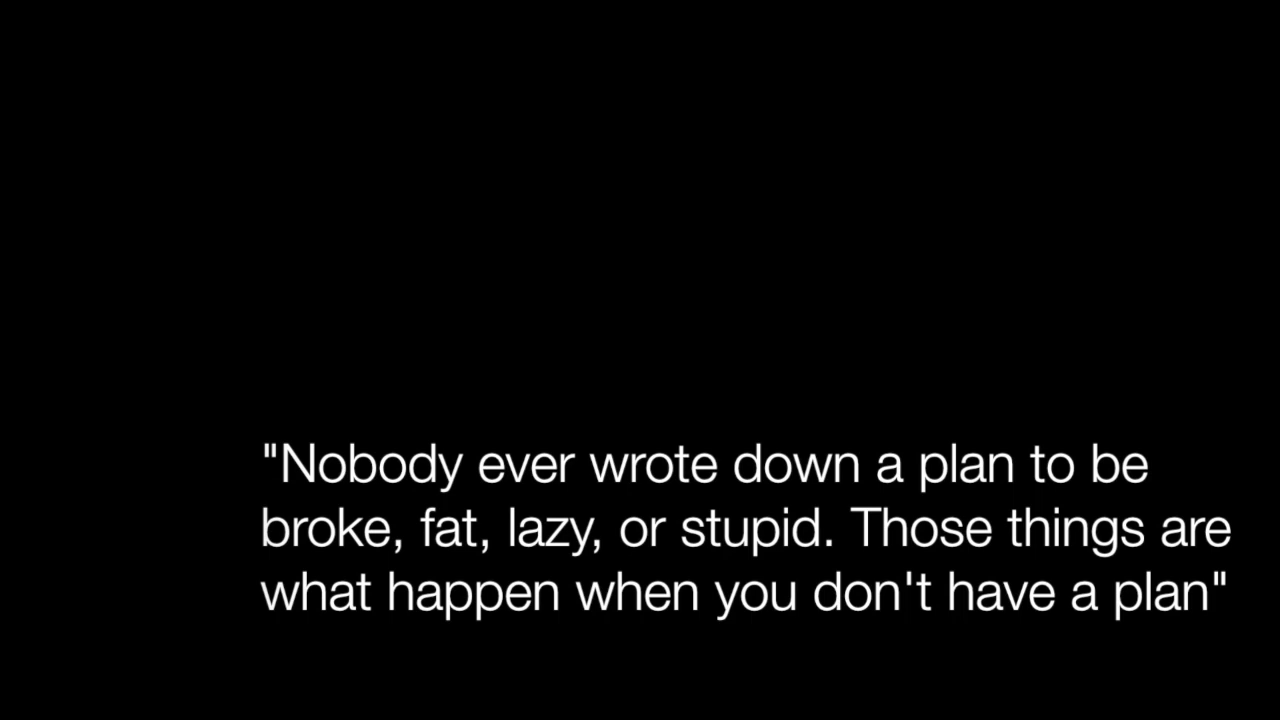 "Nobody ever wrote down a plan to be
broke, fat, lazy, or stupid. Those things are
what happen when you don't have a plan"